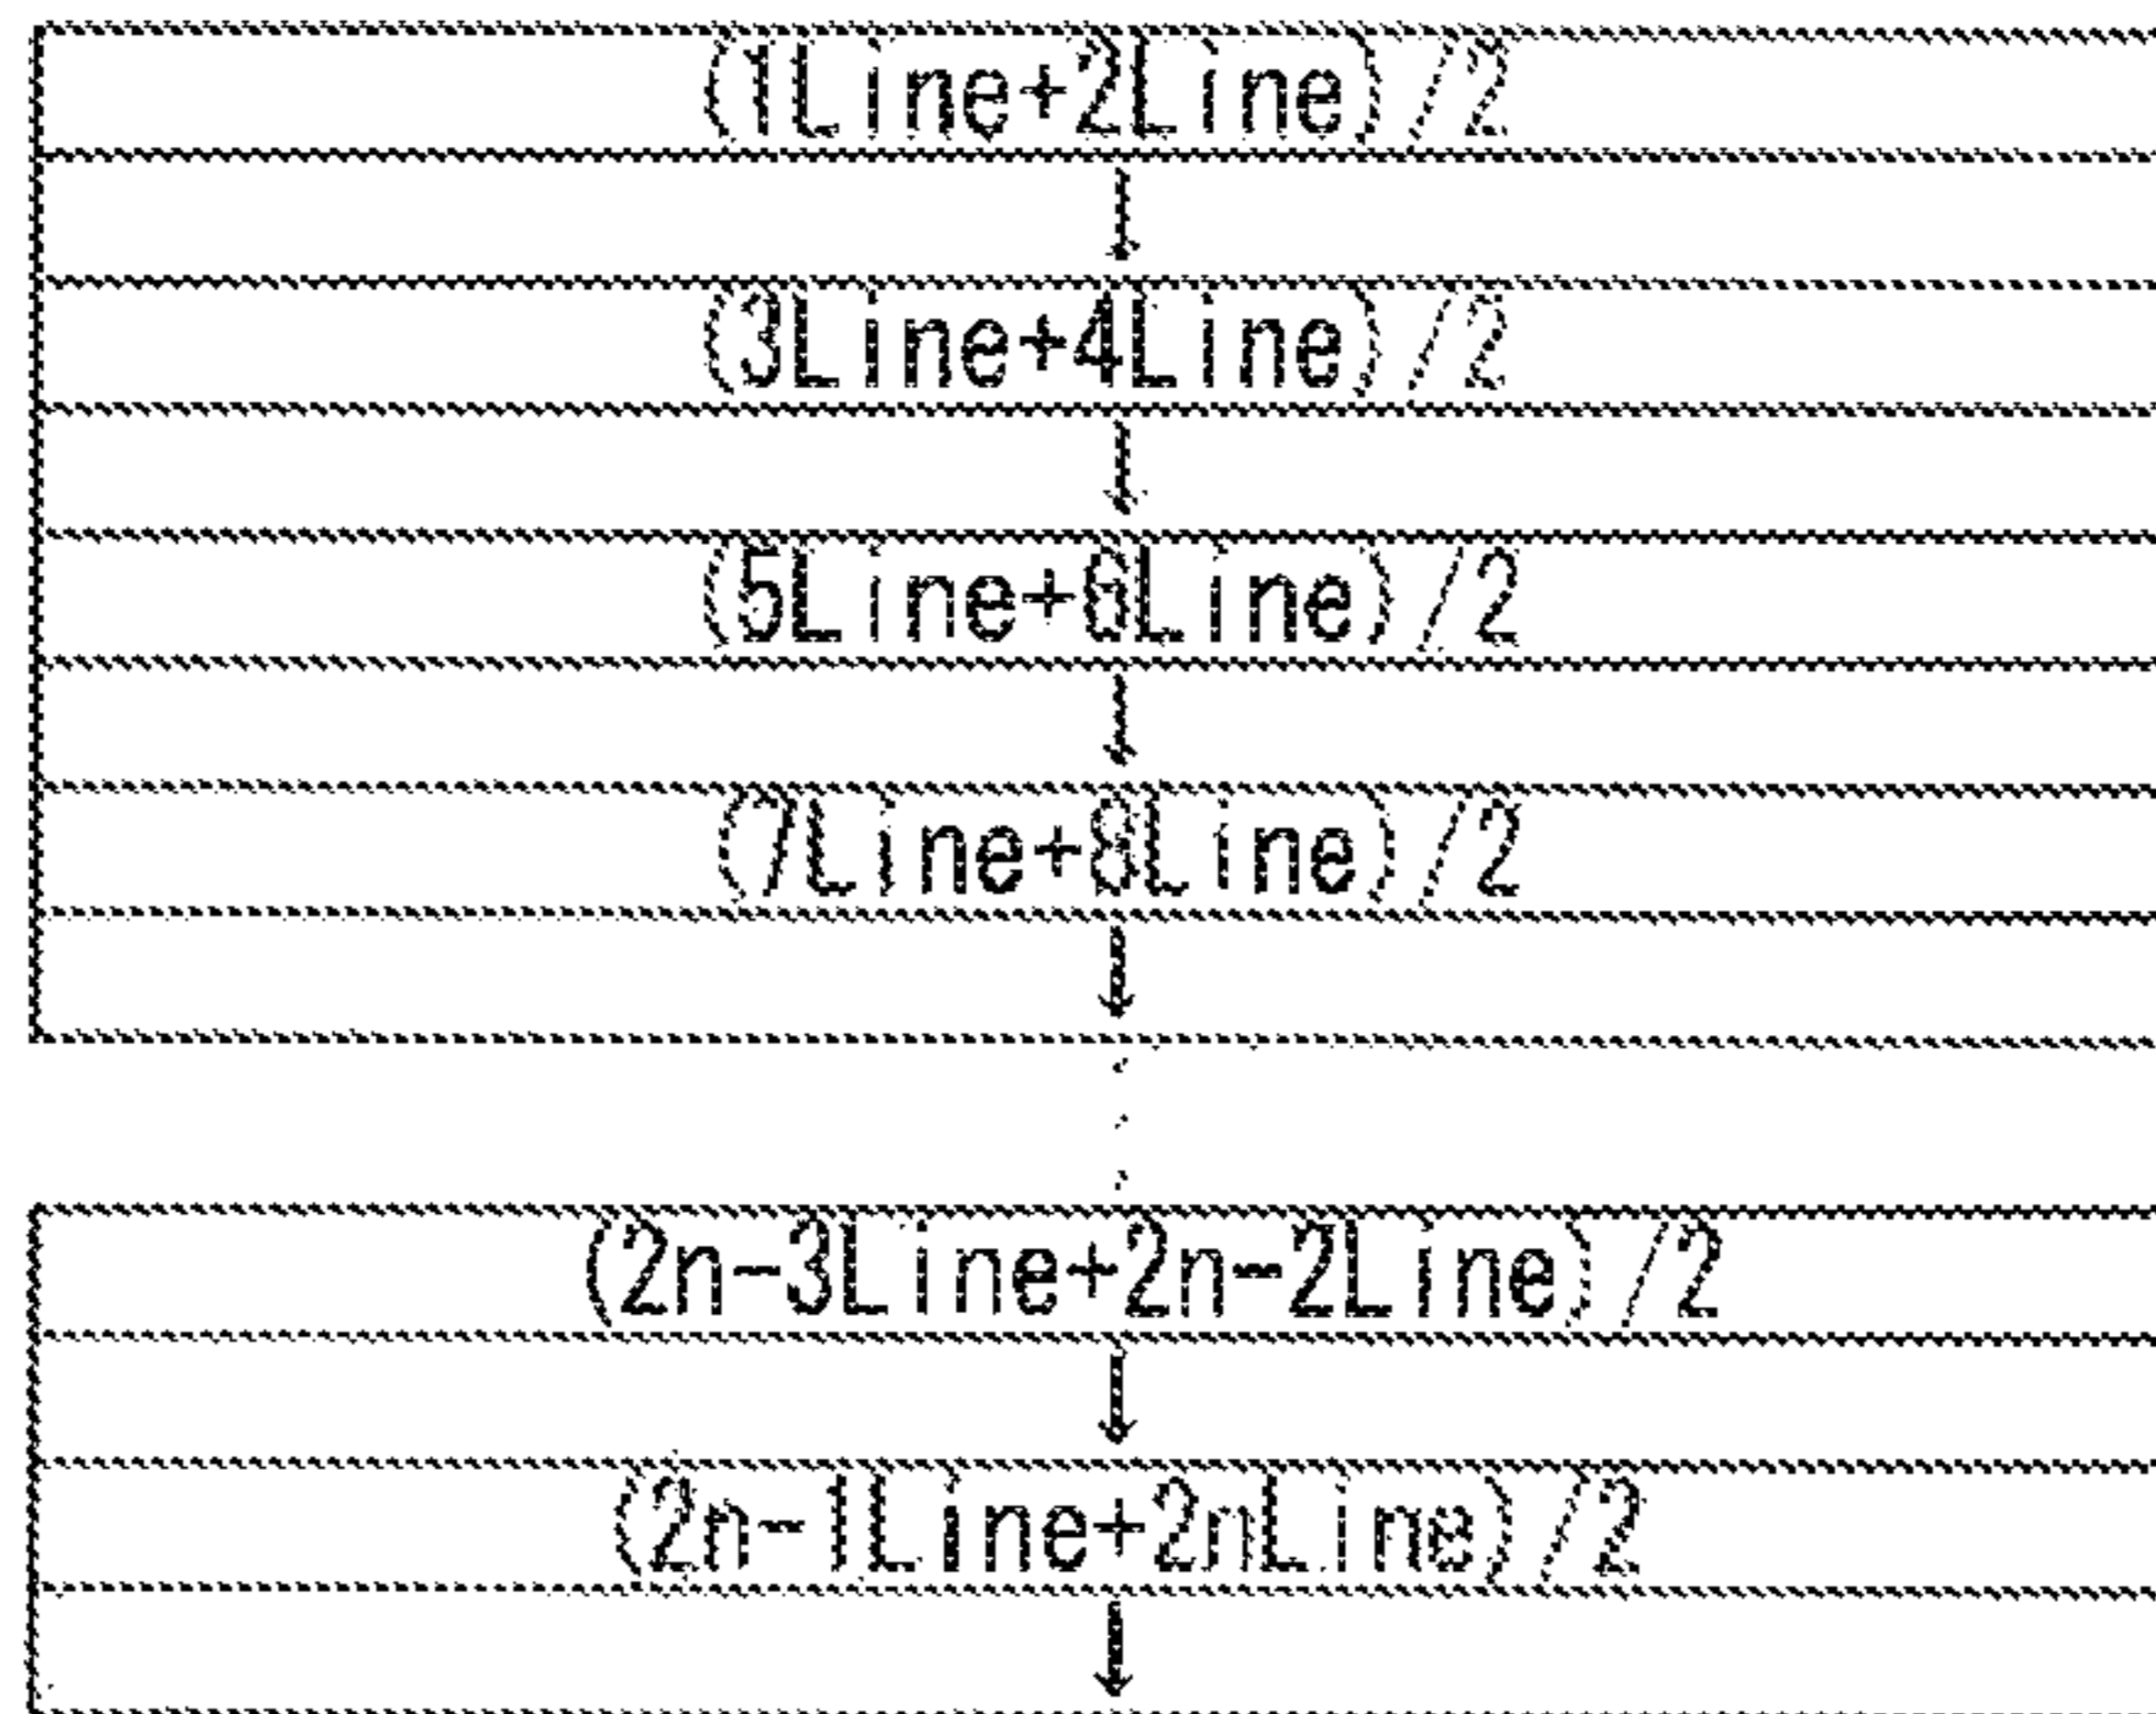 (1Line+2Line)/2
↓
(3Line+4Line)/2
↓
(5Line+6Line)/2
↓
(7Line+8Line)/2
↓
(2n-3Line+2n-2Line)/2
↓
(2n-1Line+2nLine)/2
↓